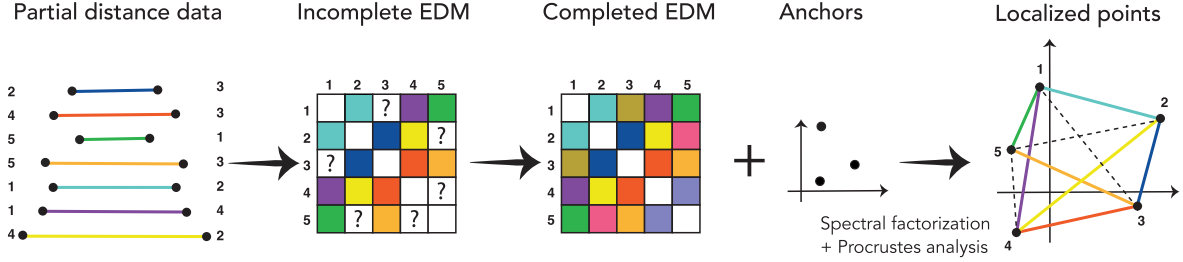 Partial distance data
Incomplete EDM
Completed EDM
Anchors
Localized points
2 3
4 3
5 1
5 3
1 2
1 4
4 2
1 2 3 4 5
1 ?
2 ?
3 ?
4 ?
5 ? ?
1 2 3 4 5
1
2
3
4
5
+
Spectral factorization
+ Procrustes analysis
1
2
5
3
4